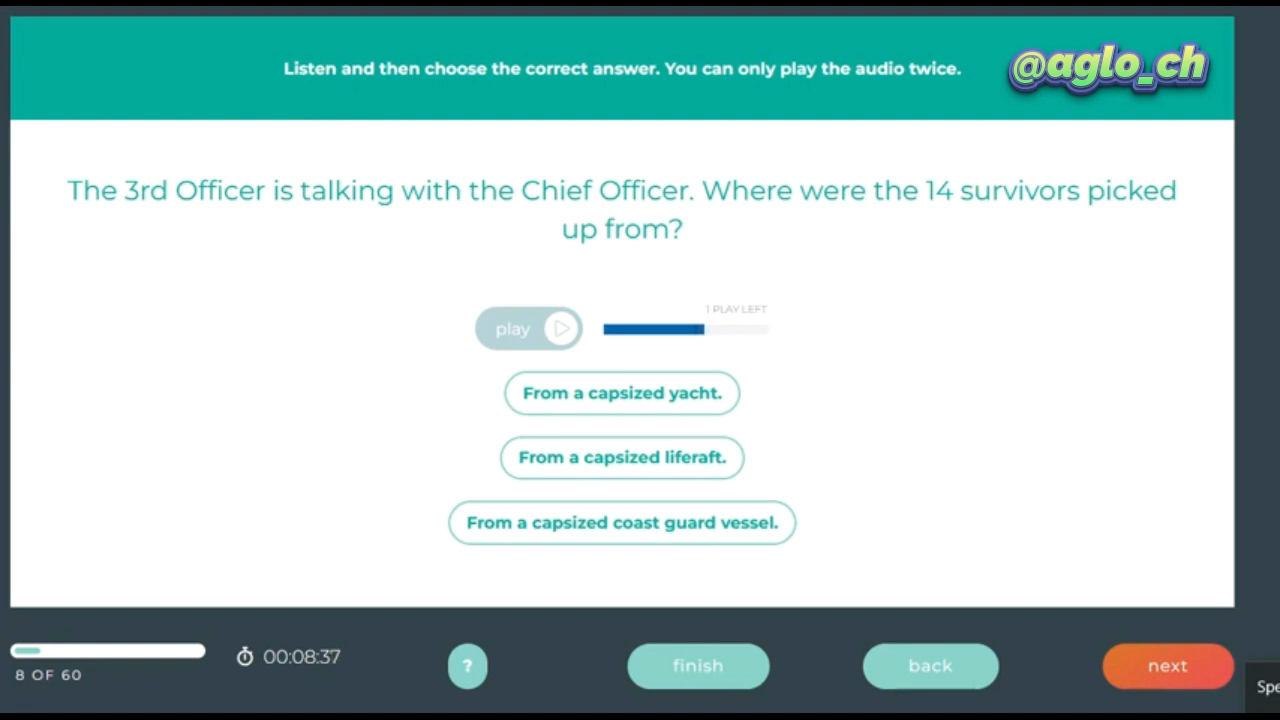 Listen and then choose the correct answer. You can only play the audio twice.
@aglo_ch
The 3rd Officer is talking with the Chief Officer. Where were the 14 survivors picked
up from?
1 PLAY LEFT
play
From a capsized yacht.
From a capsized liferaft.
From a capsized coast guard vessel.
8 OF 60
00:08:37
?
finish
back
next
Spe